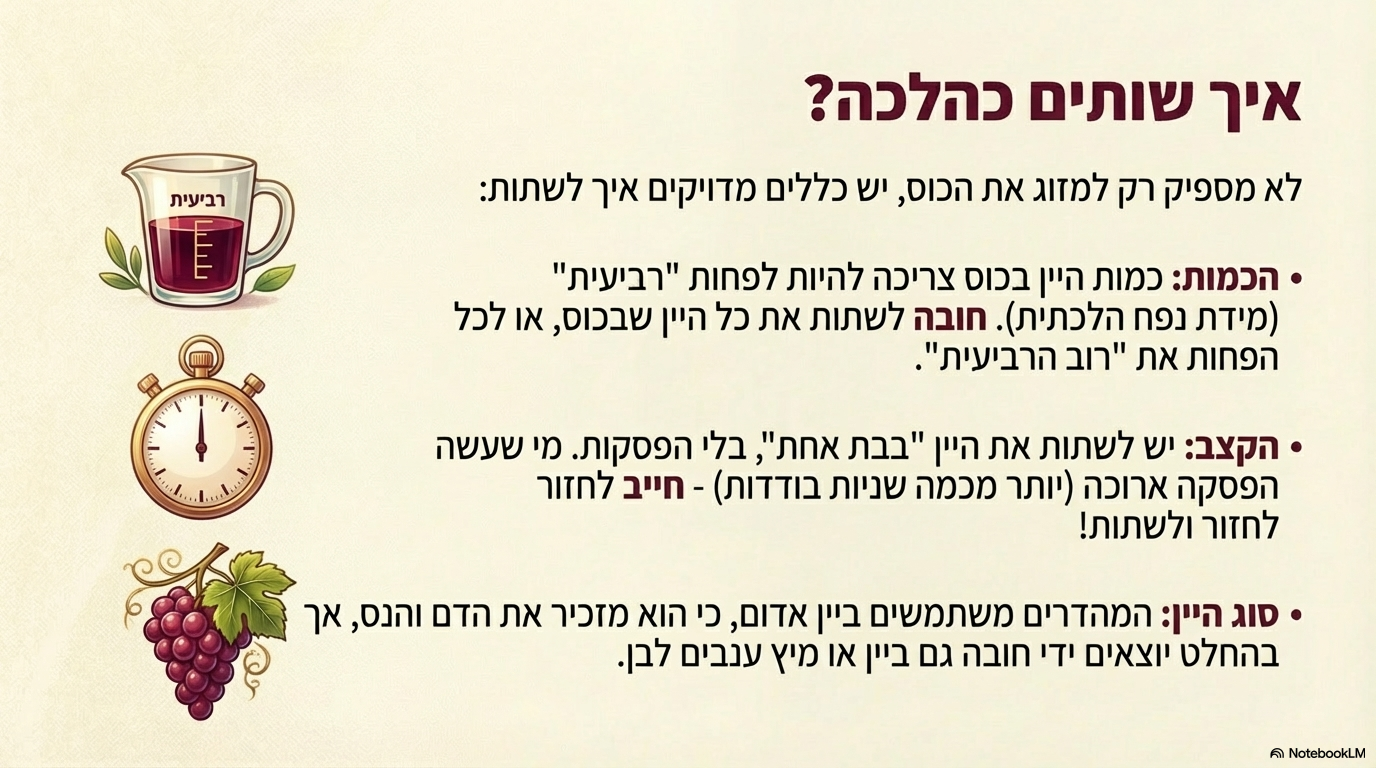 איך שותים כהלכה?
לא מספיק רק למזוג את הכוס, יש כללים מדויקים איך לשתות:
• הכמות: כמות היין בכוס צריכה להיות לפחות "רביעית"
(מידת נפח הלכתית). חובה לשתות את כל היין שבכוס, או לכל
הפחות את "רוב הרביעית".
• הקצב: יש לשתות את היין "בבת אחת", בלי הפסקות. מי שעשה
הפסקה ארוכה (יותר מכמה שניות בודדות) - חייב לחזור
לחזור ולשתות!
• סוג היין: המהדרים משתמשים ביין אדום, כי הוא מזכיר את הדם והנס, אך
בהחלט יוצאים ידי חובה גם ביין או מיץ ענבים לבן.
רביעית
NotebookLM